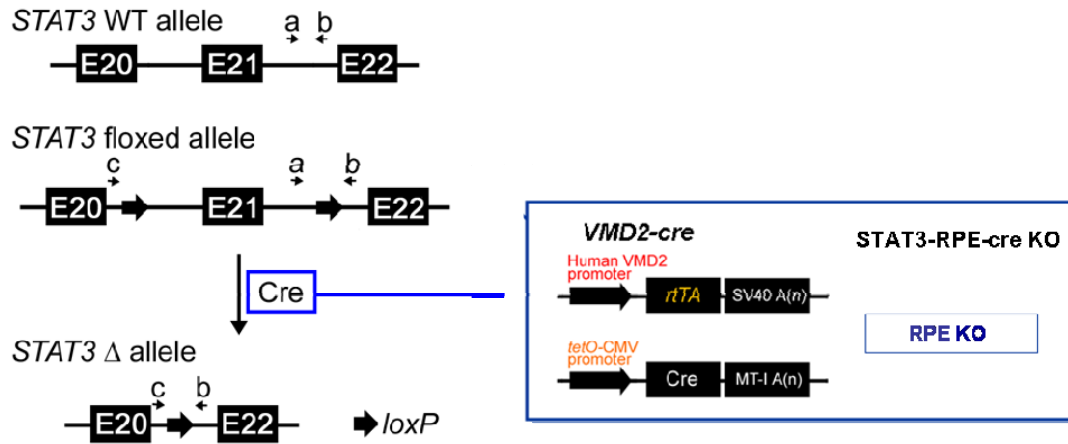 STAT3 WT allele
a b
E20 E21 E22
STAT3 floxed allele
c a b
E20 E21 E22
Cre
STAT3 Δ allele
c b
E20 E22
loxP
VMD2-cre
STAT3-RPE-cre KO
Human VMD2
promoter
rtTA SV40 A(n)
RPE KO
tetO-CMV
promoter
Cre MT-I A(n)